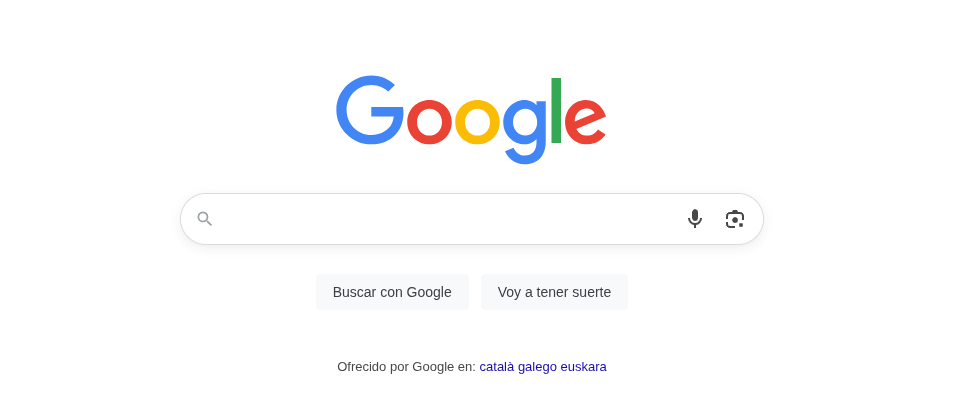 Google
Buscar con Google Voy a tener suerte
Ofrecido por Google en: català galego euskara